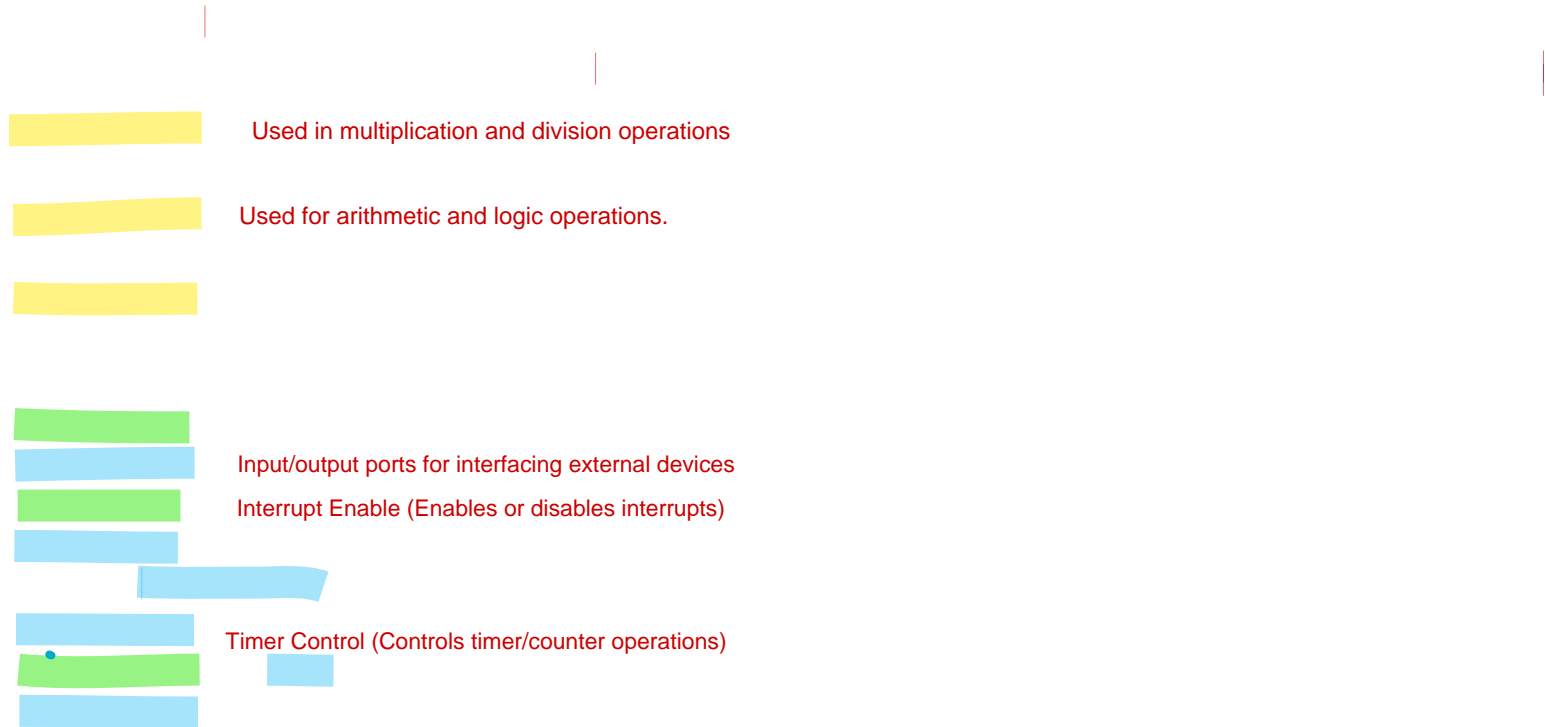 Used in multiplication and division operations
Used for arithmetic and logic operations.
Input/output ports for interfacing external devices
Interrupt Enable (Enables or disables interrupts)
Timer Control (Controls timer/counter operations)